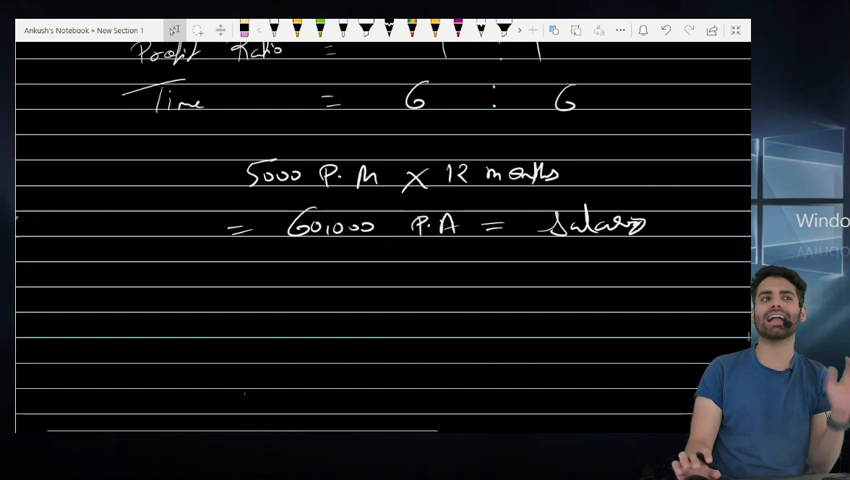 Ankush's Notebook » New Section 1
Profit Ratio = 1 : 1
Time = 6 : 6
5000 P.M × 12 months
= 60,000 P.A = Salary
Windo